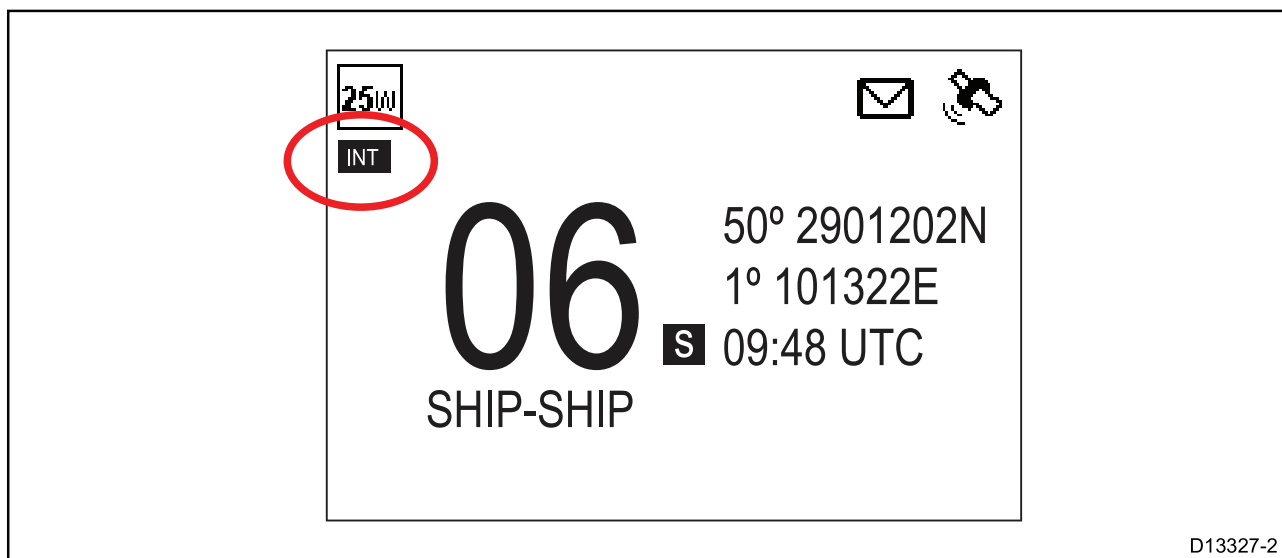 25W
INT
06
SHIP-SHIP
50º 2901202N
1º 101322E
S 09:48 UTC
D13327-2